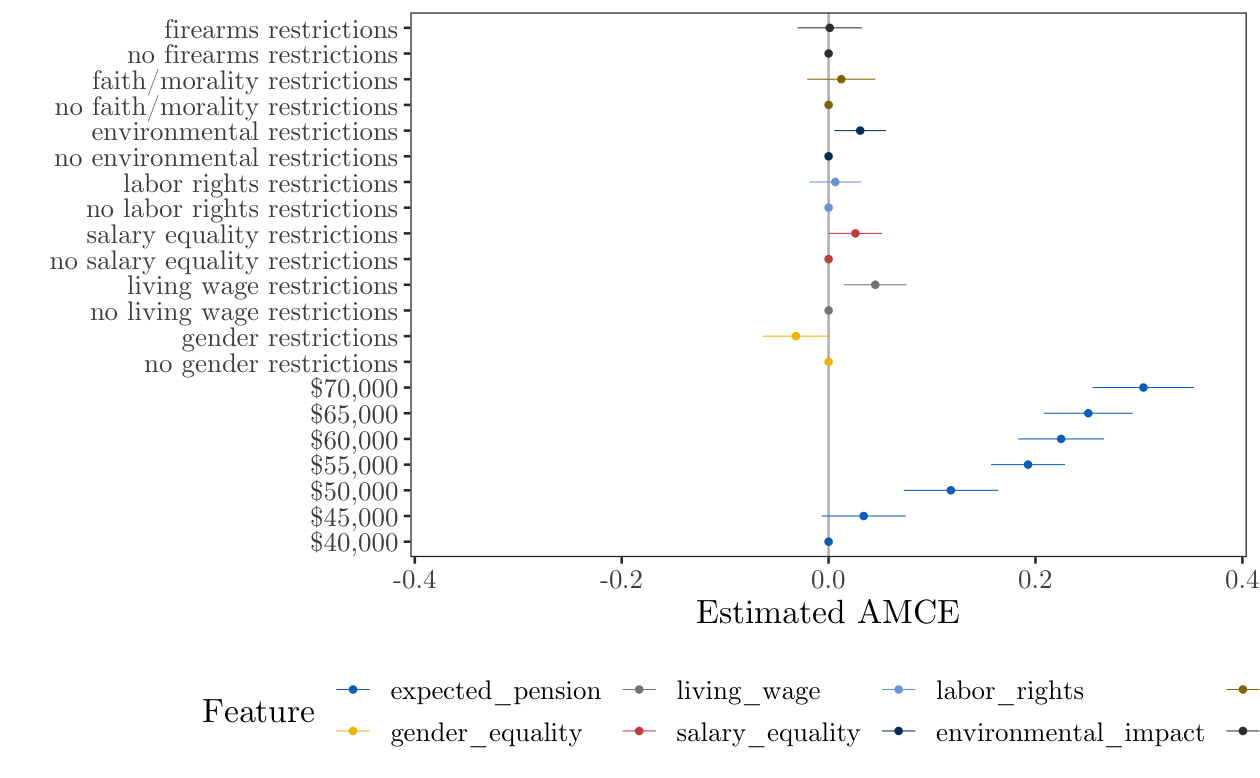 firearms restrictions
no firearms restrictions
faith/morality restrictions
no faith/morality restrictions
environmental restrictions
no environmental restrictions
labor rights restrictions
no labor rights restrictions
salary equality restrictions
no salary equality restrictions
living wage restrictions
no living wage restrictions
gender restrictions
no gender restrictions
$70,000
$65,000
$60,000
$55,000
$50,000
$45,000
$40,000
-0.4 -0.2 0.0 0.2 0.4
Estimated AMCE
Feature
expected_pension living_wage labor_rights
gender_equality salary_equality environmental_impact